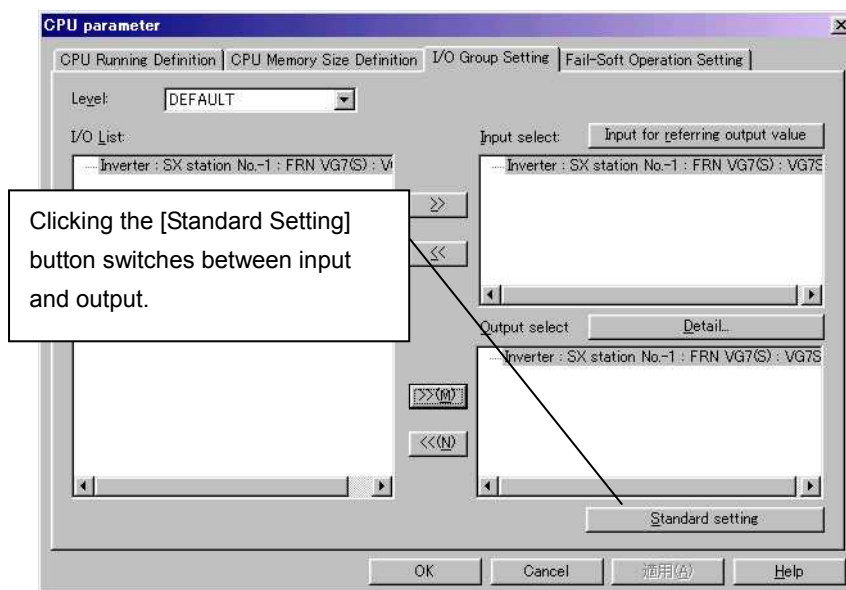 CPU parameter
CPU Running Definition
CPU Memory Size Definition
I/O Group Setting
Fail-Soft Operation Setting
Level:
DEFAULT
I/O List:
Inverter : SX station No.-1 : FRN VG7(S) :
Input select:
Input for referring output value
Inverter : SX station No.-1 : FRN VG7(S) : VG7S
>>
<<
Clicking the [Standard Setting]
button switches between input
and output.
Output select
Detail...
Inverter : SX station No.-1 : FRN VG7(S) : VG7S
>>(M)
<<(N)
Standard setting
OK
Cancel
適用(A)
Help